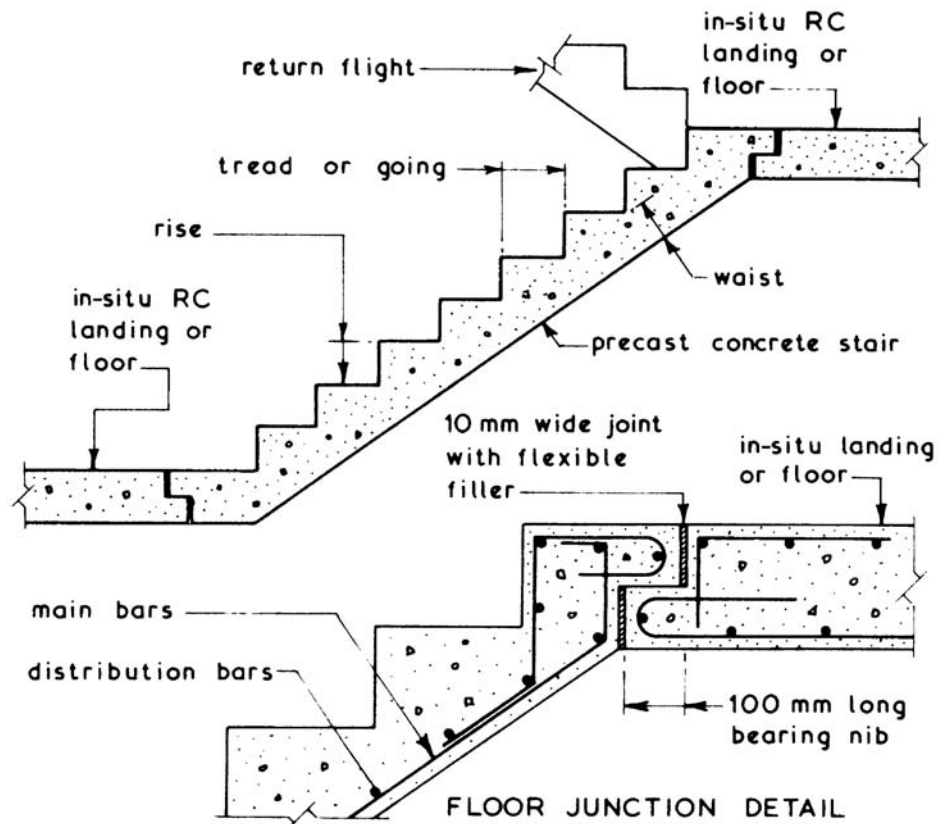 in-situ RC
landing or
floor
return flight
tread or going
rise
waist
in-situ RC
landing or
floor
precast concrete stair
10 mm wide joint
with flexible
filler
in-situ landing
or floor
main bars
distribution bars
100 mm long
bearing nib
FLOOR JUNCTION DETAIL